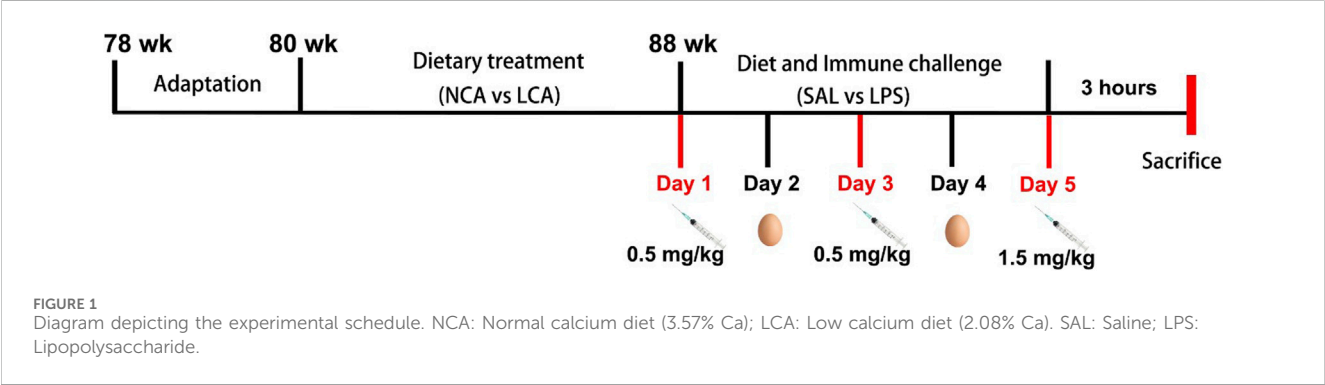 78 wk
80 wk
88 wk
Adaptation
Dietary treatment
(NCA vs LCA)
Diet and Immune challenge
(SAL vs LPS)
3 hours
Sacrifice
Day 1
Day 2
Day 3
Day 4
Day 5
0.5 mg/kg
0.5 mg/kg
1.5 mg/kg
FIGURE 1
Diagram depicting the experimental schedule. NCA: Normal calcium diet (3.57% Ca); LCA: Low calcium diet (2.08% Ca). SAL: Saline; LPS:
Lipopolysaccharide.